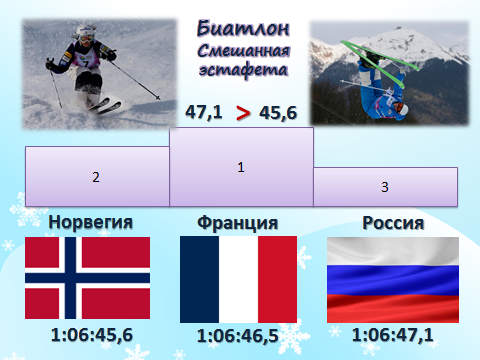 Биатлон
Смешанная
эстафета
47,1 > 45,6
2
1
3
Норвегия
Франция
Россия
1:06:45,6
1:06:46,5
1:06:47,1